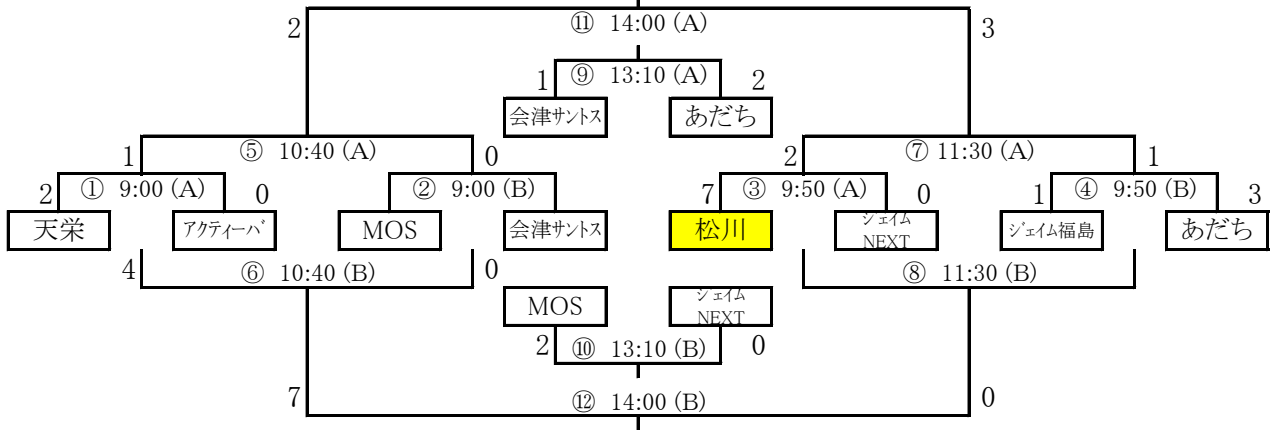 2 ⑪ 14:00 (A) 3
1 ⑨ 13:10 (A) 2
会津サントス あだち
1 ⑤ 10:40 (A) 0 2 ⑦ 11:30 (A) 1
2 ① 9:00 (A) 0 ② 9:00 (B) 7 ③ 9:50 (A) 0 1 ④ 9:50 (B) 3
天栄 アクティーバ MOS 会津サントス 松川 ジェイム NEXT ジェイム福島 あだち
4 ⑥ 10:40 (B) 0 ⑧ 11:30 (B)
MOS ジェイム NEXT
2 ⑩ 13:10 (B) 0
7 ⑫ 14:00 (B) 0